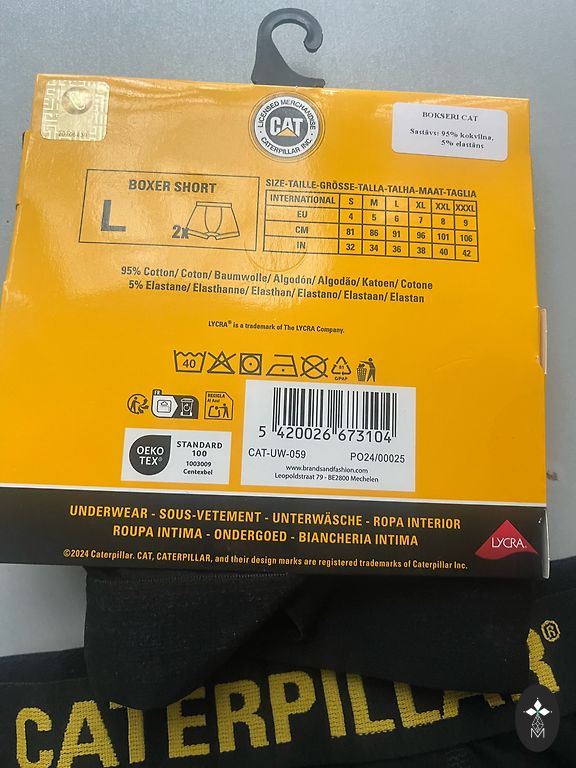 LICENSED MERCHANDISE
CAT
CATERPILLAR INC
BOKSERI CAT
Sastāvs: 95% kokvilna,
5% elastāns
BOXER SHORT
L
2x
SIZE-TAILLE-GRÖSSE-TALLA-TALHA-MAAT-TAGLIA
INTERNATIONAL S M L XL XXL XXXL
EU 4 5 6 7 8 9
CM 81 86 91 96 101 106
IN 32 34 36 38 40 42
95% Cotton/ Coton/ Baumwolle/ Algodón/ Algodão/ Katoen/ Cotone
5% Elastane/ Elasthanne/ Elasthan/ Elastano/ Elastaan/ Elastan
LYCRA® is a trademark of The LYCRA Company.
40
81
GPAP
FR
RECICLA
OEKO
TEX®
STANDARD
100
1003009
Centexbel
5 420026 673104
CAT-UW-059 PO24/00025
www.brandsandfashion.com
Leopoldstraat 79 - BE2800 Mechelen
UNDERWEAR - SOUS-VETEMENT - UNTERWÄSCHE - ROPA INTERIOR
ROUPA INTIMA - ONDERGOED - BIANCHERIA INTIMA
LYCRA
©2024 Caterpillar. CAT, CATERPILLAR, and their design marks are registered trademarks of Caterpillar Inc.
CATERPILLAR®